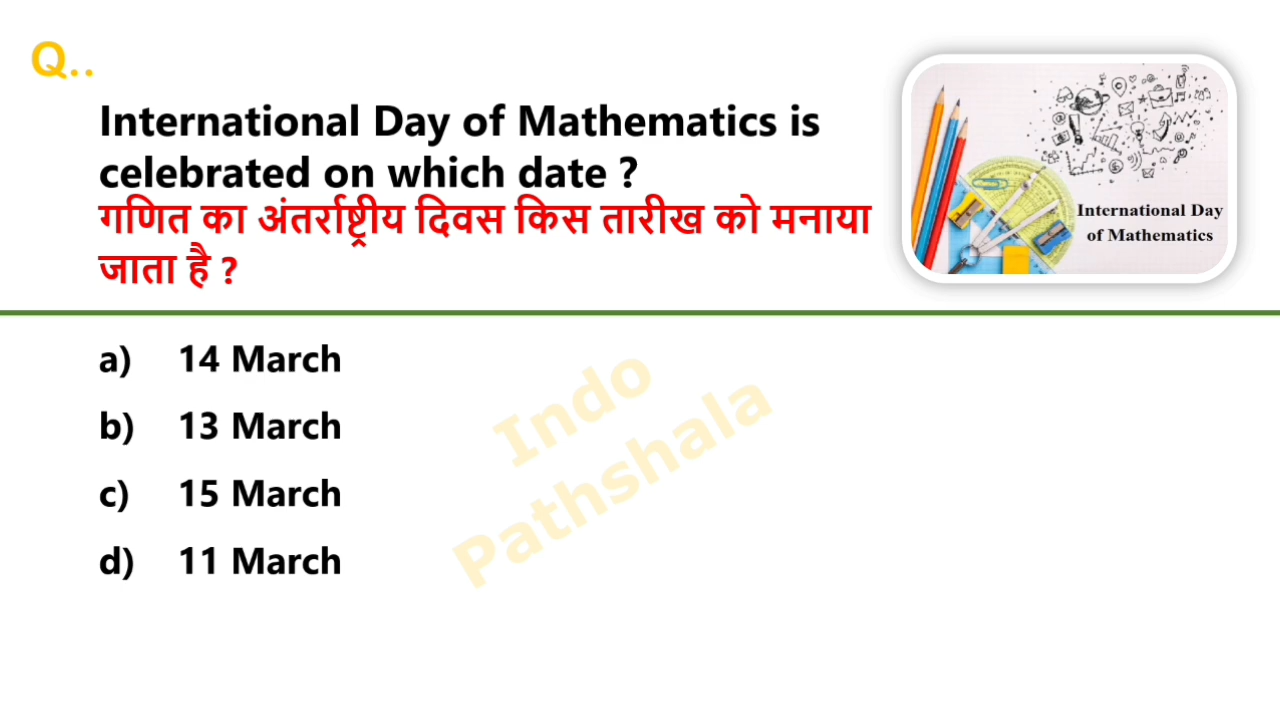 Q..
International Day of Mathematics is
celebrated on which date ?
गणित का अंतर्राष्ट्रीय दिवस किस तारीख को मनाया
जाता है ?
International Day
of Mathematics
a) 14 March
b) 13 March
c) 15 March
d) 11 March
Indo
Pathshala